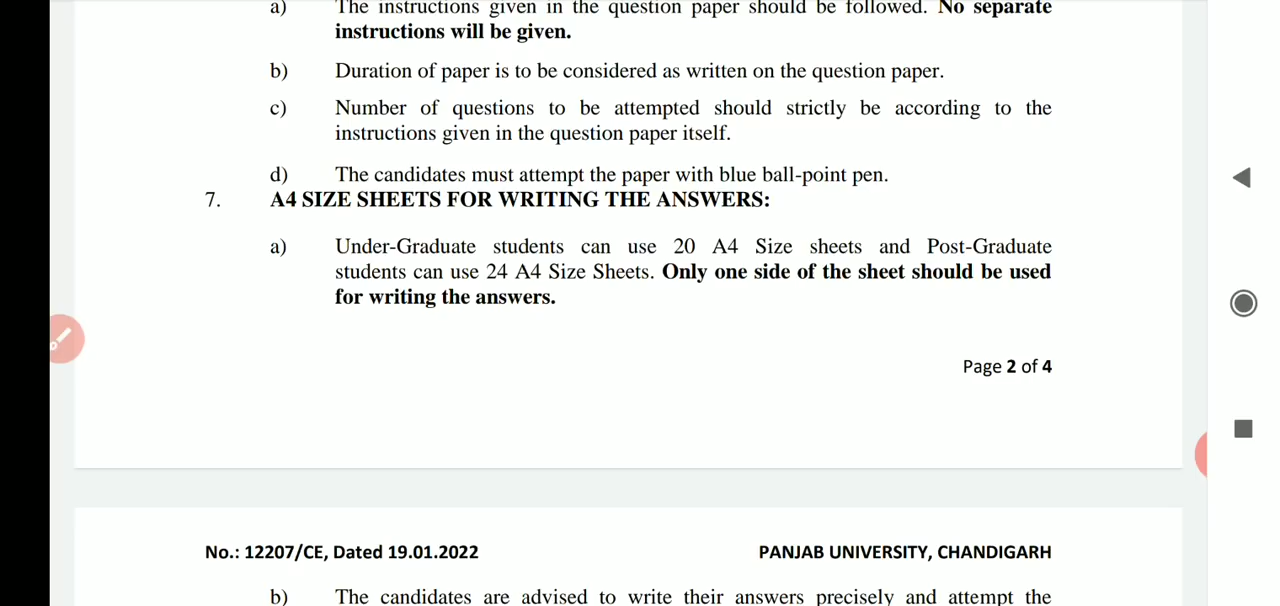 a) The instructions given in the question paper should be followed. No separate
instructions will be given.
b) Duration of paper is to be considered as written on the question paper.
c) Number of questions to be attempted should strictly be according to the
instructions given in the question paper itself.
d) The candidates must attempt the paper with blue ball-point pen.
7. A4 SIZE SHEETS FOR WRITING THE ANSWERS:
a) Under-Graduate students can use 20 A4 Size sheets and Post-Graduate
students can use 24 A4 Size Sheets. Only one side of the sheet should be used
for writing the answers.
Page 2 of 4
No.: 12207/CE, Dated 19.01.2022 PANJAB UNIVERSITY, CHANDIGARH
b) The candidates are advised to write their answers precisely and attempt the